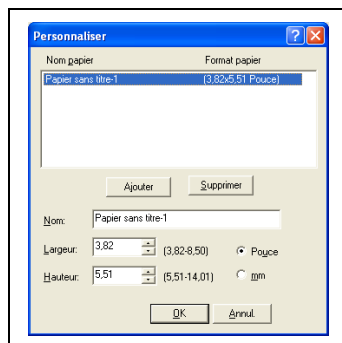 Personnaliser
Nom papier Format papier
Papier sans titre-1 (3,82x5,51 Pouce)
Ajouter Supprimer
Nom: Papier sans titre-1
Largeur: 3,82 (3,82-8,50) Pouce
Hauteur: 5,51 (5,51-14,01) mm
OK Annul.